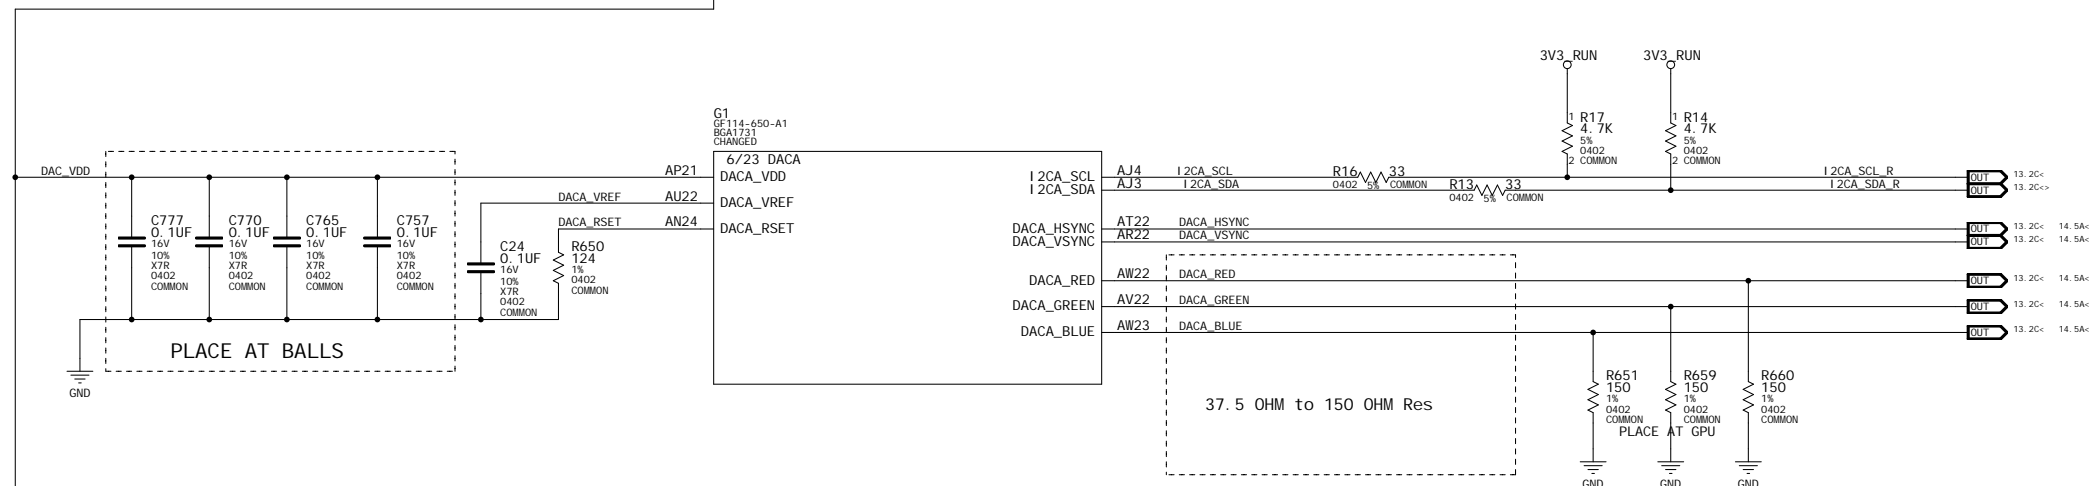 3V3_RUN
3V3_RUN
G1
GF114-650-A1
BGA1731
CHANGED
R17
4.7K
5%
0402
COMMON
1
2
R14
4.7K
5%
0402
COMMON
1
2
6/23 DACA
DAC_VDD
AP21
DACA_VDD
DACA_VREF
AU22
DACA_VREF
DACA_RSET
AN24
DACA_RSET
I2CA_SCL
AJ4
I2CA_SCL
R16
33
0402
5%
COMMON
I2CA_SCL_R
OUT
13.2C<
I2CA_SDA
AJ3
I2CA_SDA
R13
33
0402
5%
COMMON
I2CA_SDA_R
OUT
13.2C<>
DACA_HSYNC
AT22
DACA_HSYNC
OUT
13.2C<
14.5A<
DACA_VSYNC
AR22
DACA_VSYNC
OUT
13.2C<
14.5A<
DACA_RED
AW22
DACA_RED
OUT
13.2C<
14.5A<
DACA_GREEN
AV22
DACA_GREEN
OUT
13.2C<
14.5A<
DACA_BLUE
AW23
DACA_BLUE
OUT
13.2C<
14.5A<
C777
0.1UF
16V
10%
X7R
0402
COMMON
C770
0.1UF
16V
10%
X7R
0402
COMMON
C765
0.1UF
16V
10%
X7R
0402
COMMON
C757
0.1UF
16V
10%
X7R
0402
COMMON
C24
0.1UF
16V
10%
X7R
0402
COMMON
R650
124
1%
0402
COMMON
PLACE AT BALLS
GND
37.5 OHM to 150 OHM Res
R651
150
1%
0402
COMMON
R659
150
1%
0402
COMMON
R660
150
1%
0402
COMMON
PLACE AT GPU
GND
GND
GND